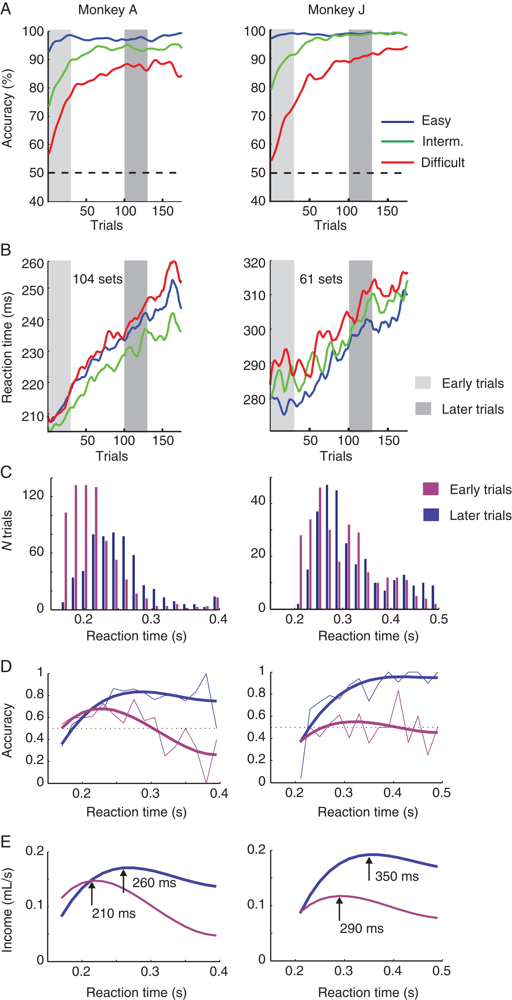 A
Monkey A
Monkey J
Accuracy (%)
100
90
80
70
60
50
40
50 100 150
Trials
100
90
80
70
60
50
40
50 100 150
Trials
Easy
Interm.
Difficult
B
Reaction time (ms)
260
250
240
230
220
210
104 sets
50 100 150
Trials
320
310
300
290
280
61 sets
50 100 150
Trials
Early trials
Later trials
C
N trials
120
60
0
0.2 0.3 0.4
Reaction time (s)
40
20
0
0.2 0.3 0.4 0.5
Reaction time (s)
Early trials
Later trials
D
Accuracy
1
0.8
0.6
0.4
0.2
0
0.2 0.3 0.4
Reaction time (s)
1
0.8
0.6
0.4
0.2
0
0.2 0.3 0.4 0.5
Reaction time (s)
E
Income (mL/s)
0.2
0.1
0
260 ms
210 ms
0.2 0.3 0.4
Reaction time (s)
0.2
0.1
0
350 ms
290 ms
0.2 0.3 0.4 0.5
Reaction time (s)